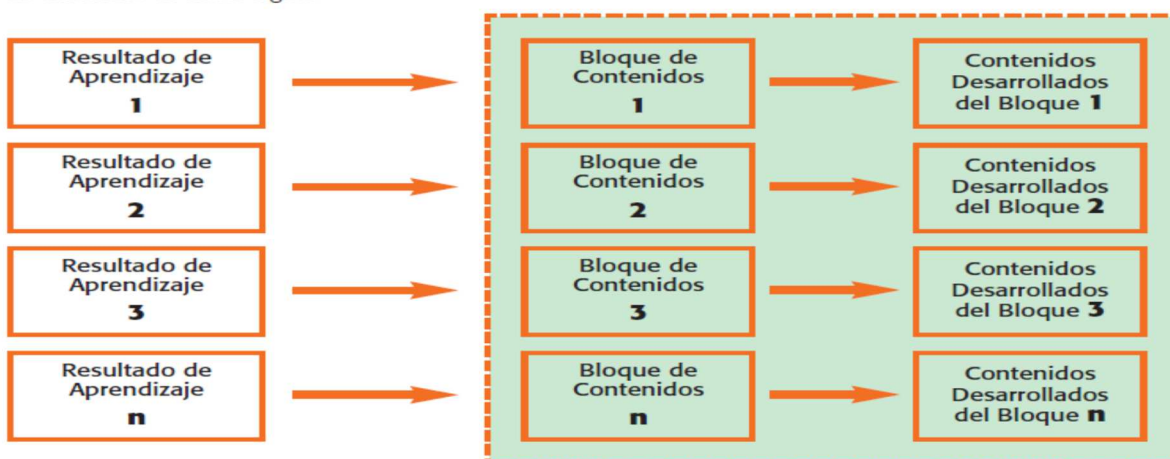 Resultado de
Aprendizaje
1
Bloque de
Contenidos
1
Contenidos
Desarrollados
del Bloque 1
Resultado de
Aprendizaje
2
Bloque de
Contenidos
2
Contenidos
Desarrollados
del Bloque 2
Resultado de
Aprendizaje
3
Bloque de
Contenidos
3
Contenidos
Desarrollados
del Bloque 3
Resultado de
Aprendizaje
n
Bloque de
Contenidos
n
Contenidos
Desarrollados
del Bloque n